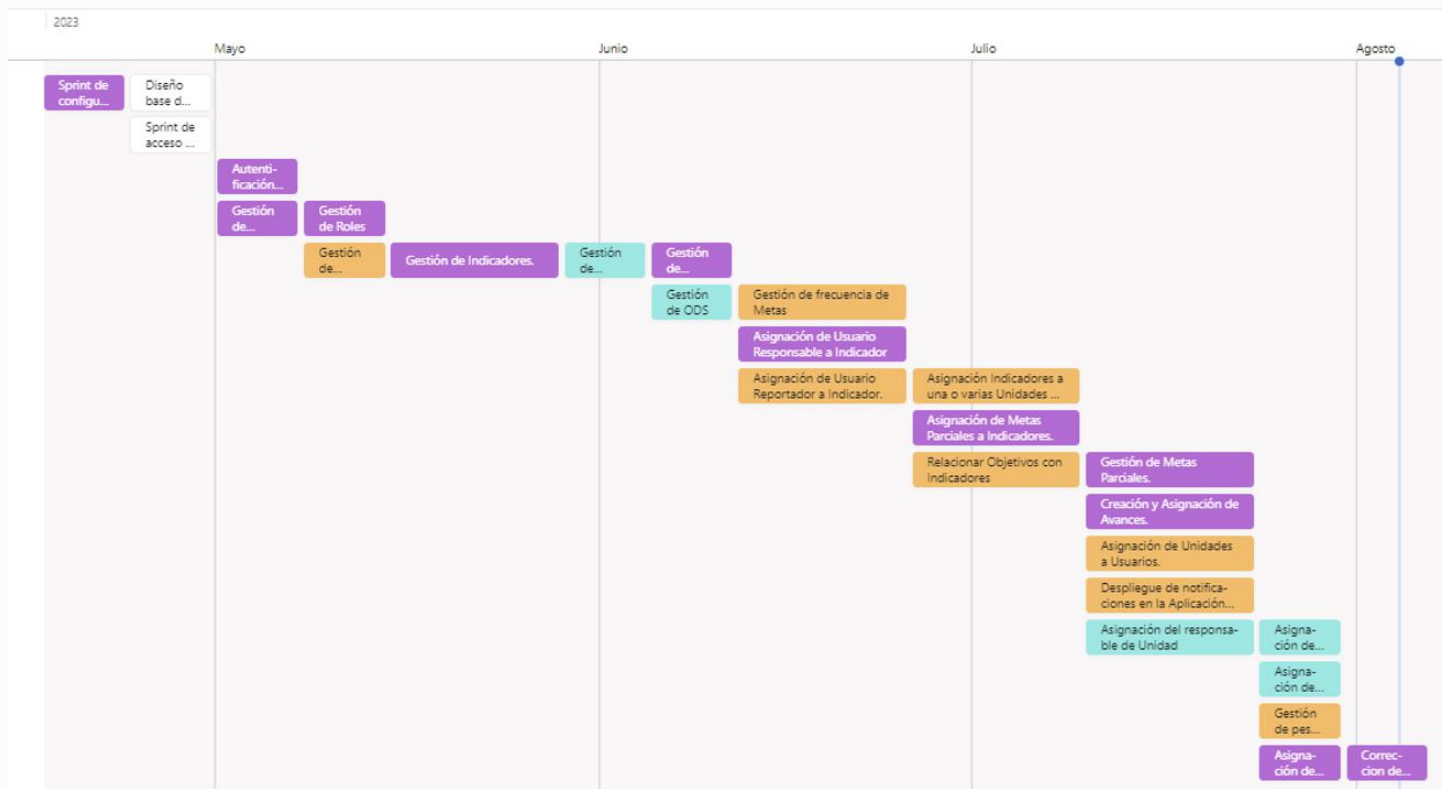 2023
Mayo
Junio
Julio
Agosto
Sprint de
configu...
Diseño
base d...
Sprint de
acceso ...
Autenti-
ficación...
Gestión
de...
Gestión
de Roles
Gestión
de...
Gestión de Indicadores.
Gestión
de...
Gestión
de...
Gestión
de ODS
Gestión de frecuencia de
Metas
Asignación de Usuario
Responsable a Indicador
Asignación de Usuario
Reportador a Indicador.
Asignación Indicadores a
una o varias Unidades ...
Asignación de Metas
Parciales a Indicadores.
Relacionar Objetivos con
Indicadores
Gestión de Metas
Parciales.
Creación y Asignación de
Avances.
Asignación de Unidades
a Usuarios.
Despliegue de notifica-
ciones en la Aplicación...
Asignación del responsa-
ble de Unidad
Asigna-
ción de...
Asigna-
ción de...
Gestión
de pes...
Asigna-
ción de...
Correc-
cion de...